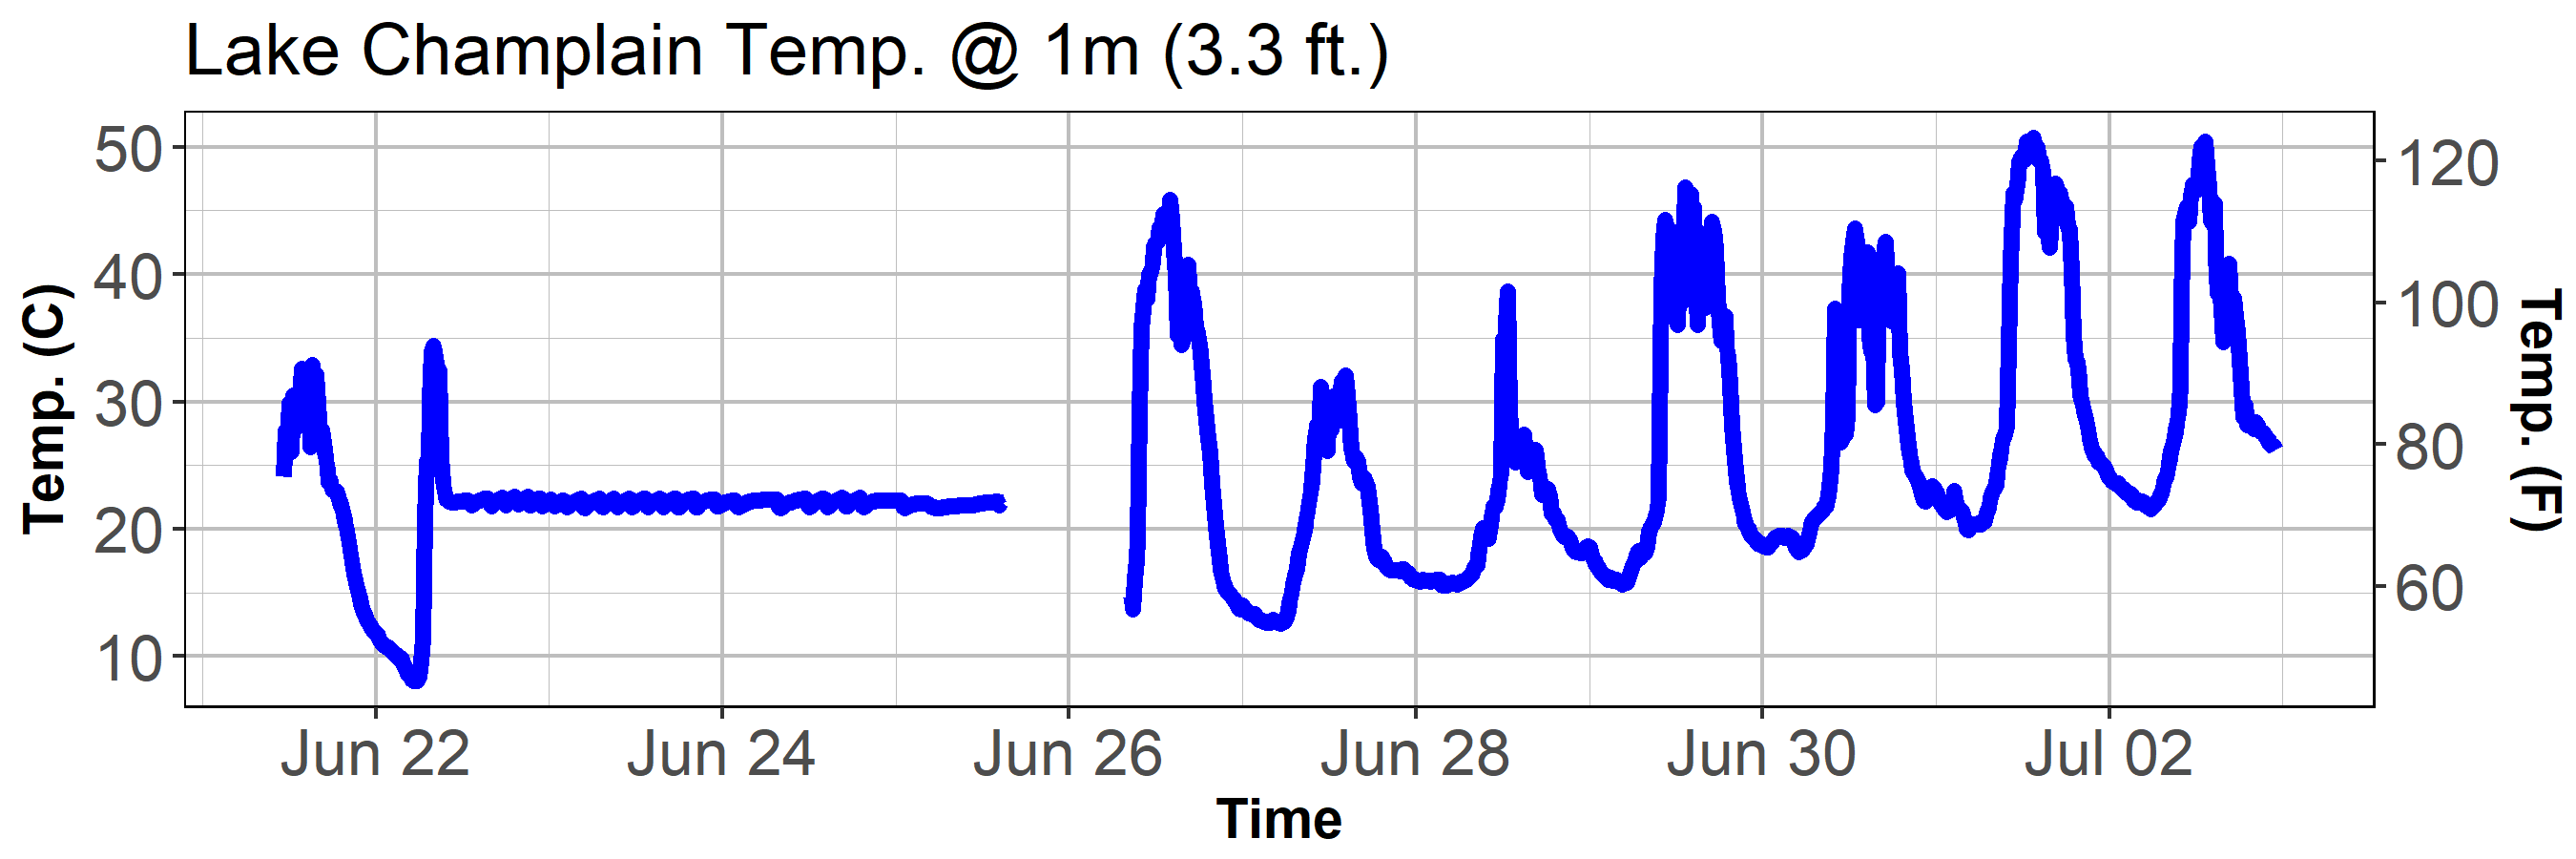 Lake Champlain Temp. @ 1m (3.3 ft.)
50
40
30
20
10
Temp. (C)
120
100
80
60
Temp. (F)
Jun 22 Jun 24 Jun 26 Jun 28 Jun 30 Jul 02
Time